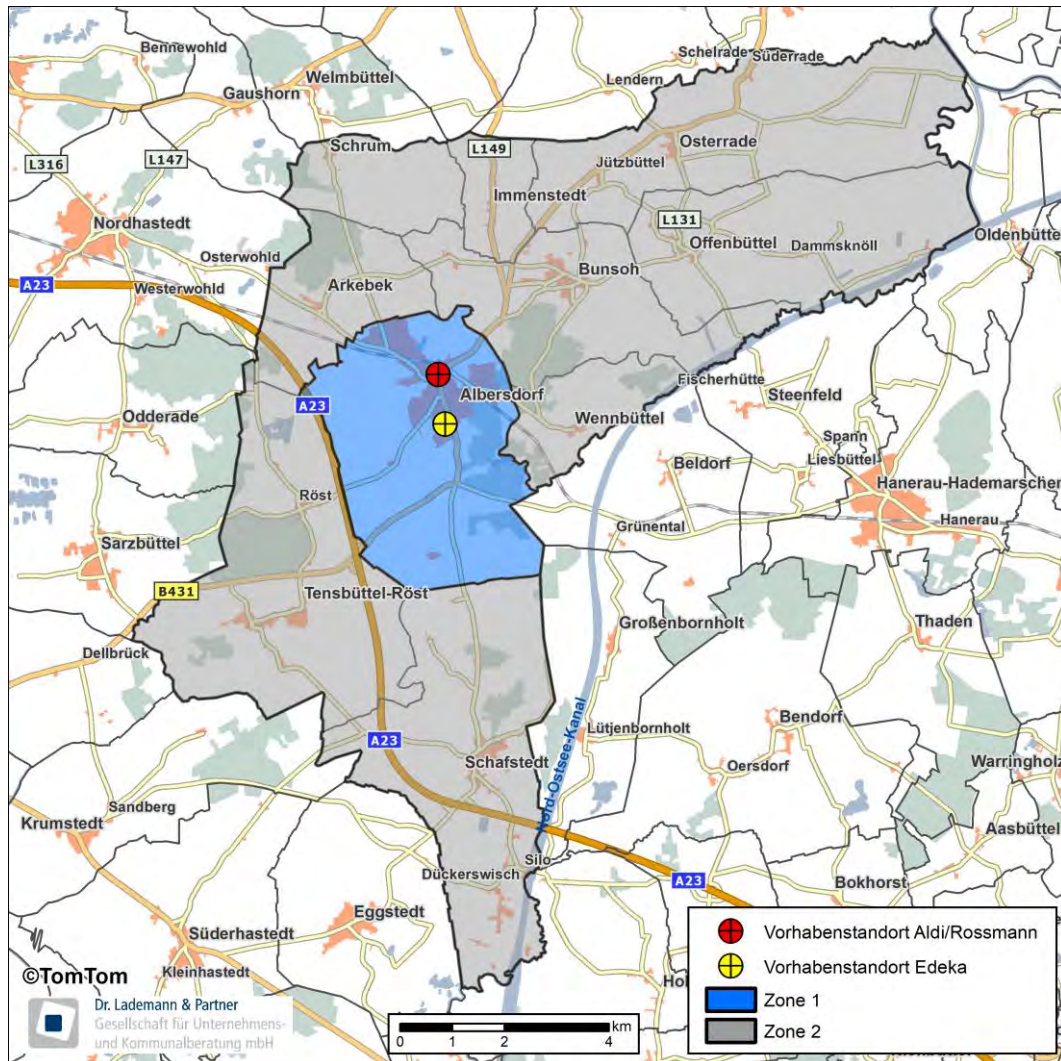 Bennewohld
Welmbüttel
Gaushorn
Schelrade
Süderrade
Lendern
L316
L147
Schrum
L149
Osterrade
Jützbüttel
Immenstedt
Nordhastedt
L131
Offenbüttel
Dammsknöll
Oldenbütte
Osterwohld
Bunsoh
Arkebek
A23
Westerwohld
Fischerhütte
Albersdorf
Steenfeld
A23
Odderade
Wennbüttel
Spann
Liesbüttel
Beldorf
Hanerau-Hademarschen
Röst
Grünental
Hanerau
Sarzbüttel
B431
Tensbüttel-Röst
Großenbornholt
Thaden
Dellbrück
Bendorf
Lütjenbornholt
A23
Schafstedt
Oersdorf
Warringholz
Nord-Ostsee-Kanal
Sandberg
Krumstedt
Aasbüttel
Silo
Dückerswisch
A23
Bokhorst
Eggstedt
Süderhastedt
Kleinhastedt
©TomTom
Dr. Lademann & Partner
Gesellschaft für Unternehmens-
und Kommunalberatung mbH
km
0 1 2 4
Ho
Vorhabenstandort Aldi/Rossmann
Vorhabenstandort Edeka
Zone 1
Zone 2